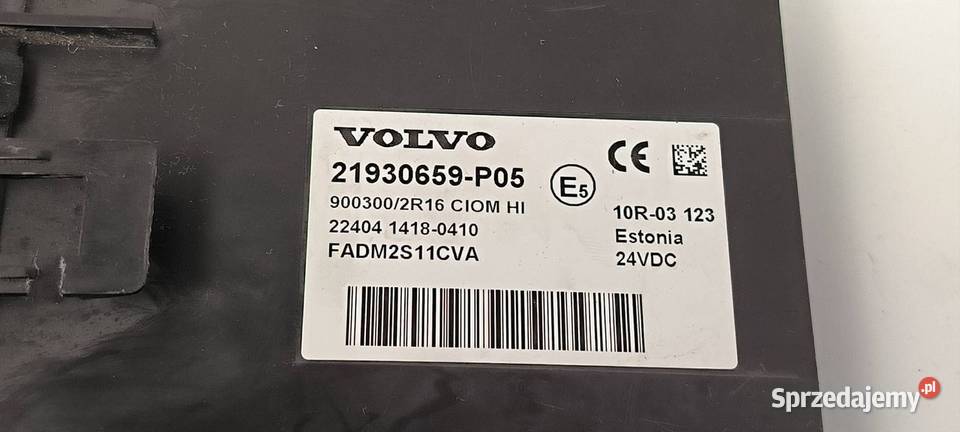 VOLVO
21930659-P05
900300/2R16 CIOM HI
22404 1418-0410
FADM2S11CVA
E5
CE
10R-03 123
Estonia
24VDC
Sprzedajemy.pl